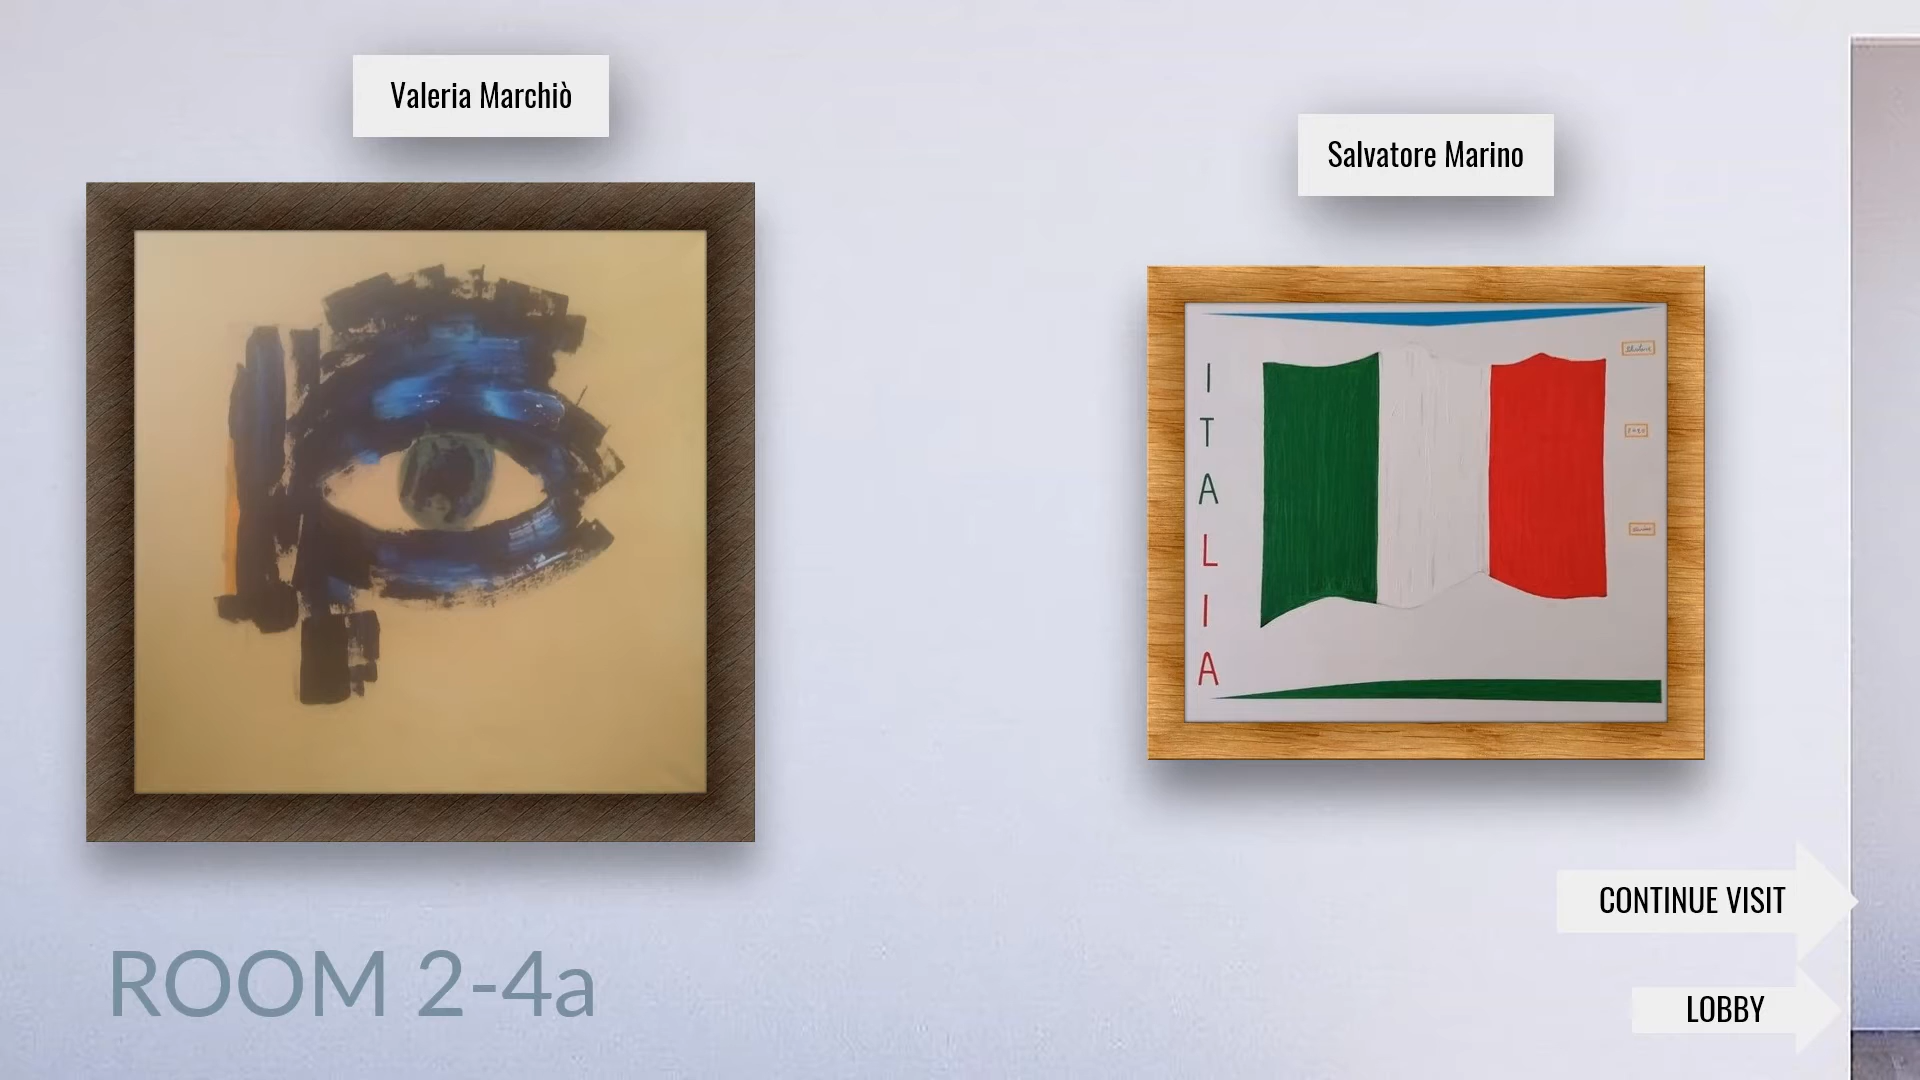 Valeria Marchiò
Salvatore Marino
I
T
A
L
I
A
CONTINUE VISIT
LOBBY
ROOM 2-4a